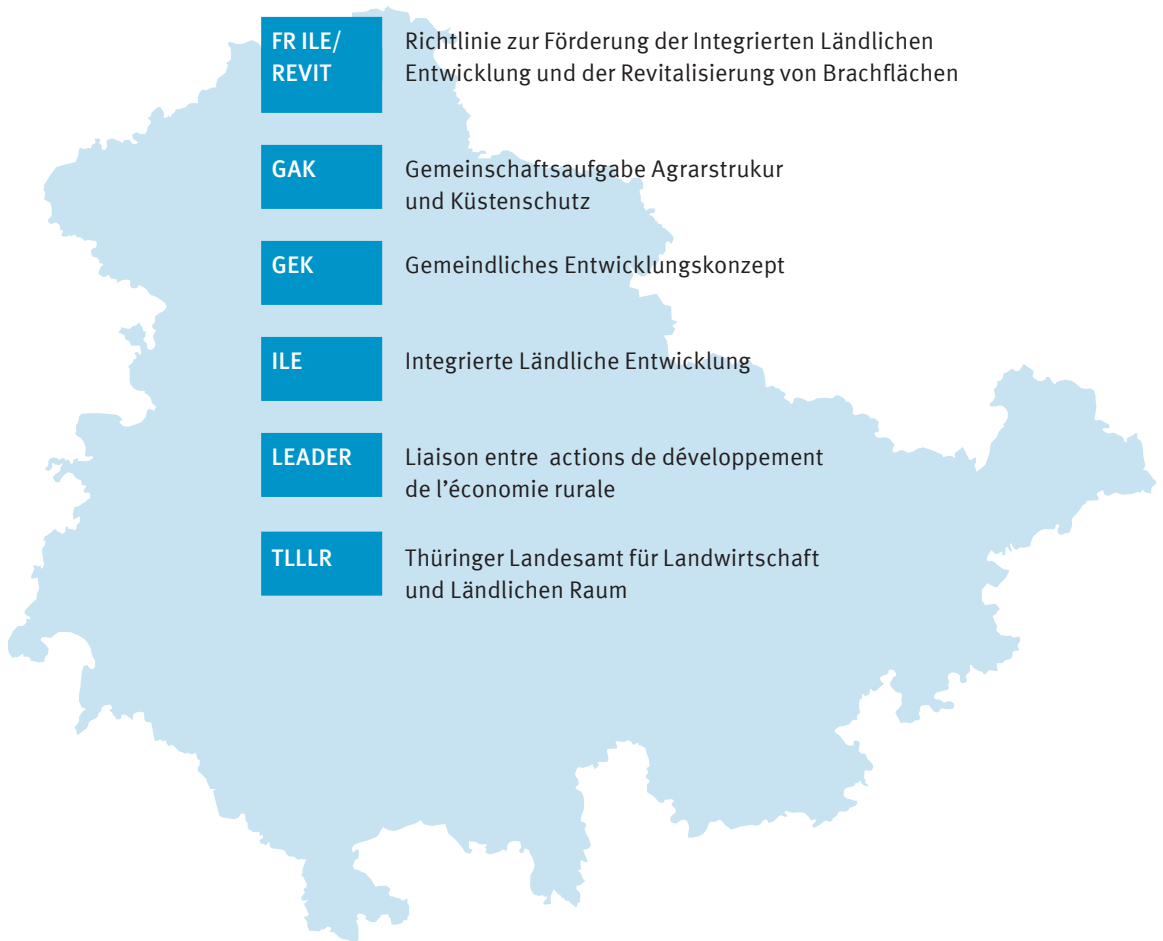 FR ILE/
REVIT
Richtlinie zur Förderung der Integrierten Ländlichen
Entwicklung und der Revitalisierung von Brachflächen
GAK
Gemeinschaftsaufgabe Agrarstrukur
und Küstenschutz
GEK
Gemeindliches Entwicklungskonzept
ILE
Integrierte Ländliche Entwicklung
LEADER
Liaison entre actions de développement
de l’économie rurale
TLLLR
Thüringer Landesamt für Landwirtschaft
und Ländlichen Raum